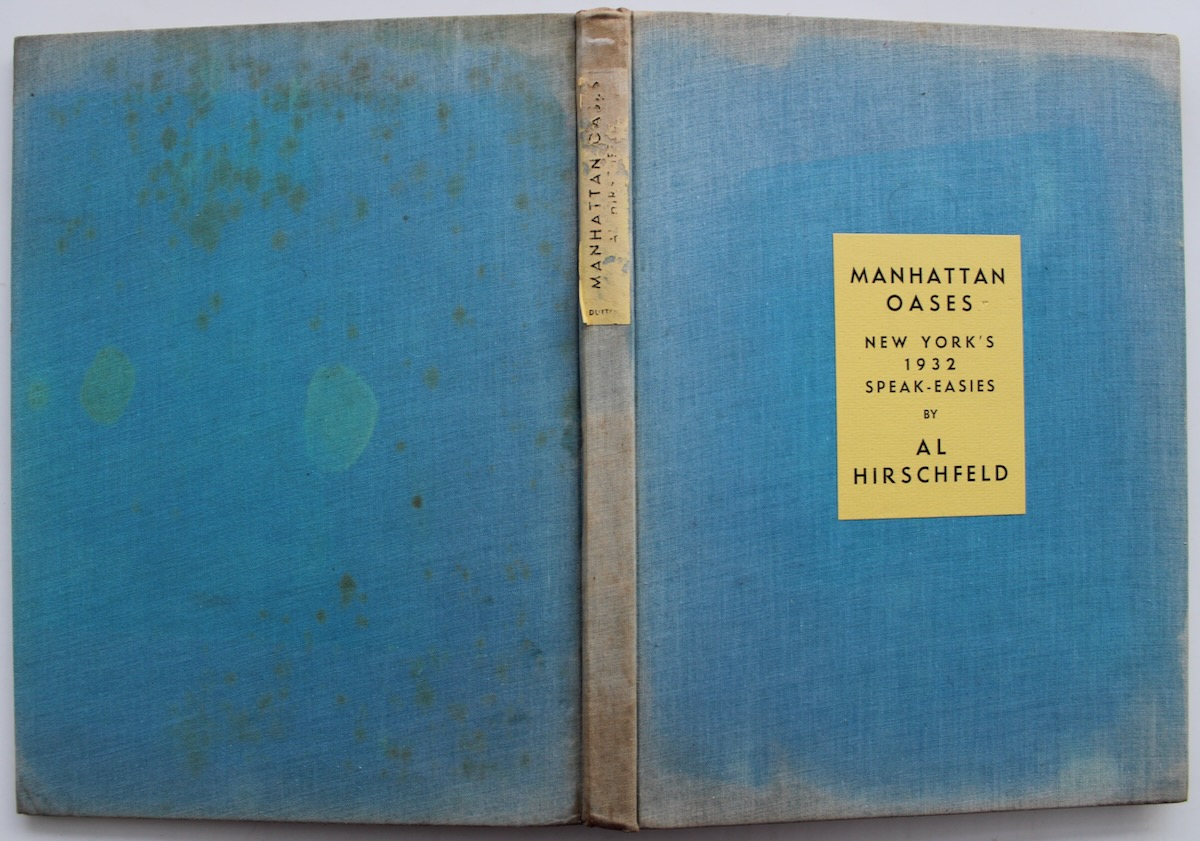 MANHATTAN OASES
MANHATTAN
OASES
NEW YORK'S
1932
SPEAK-EASIES
BY
AL
HIRSCHFELD